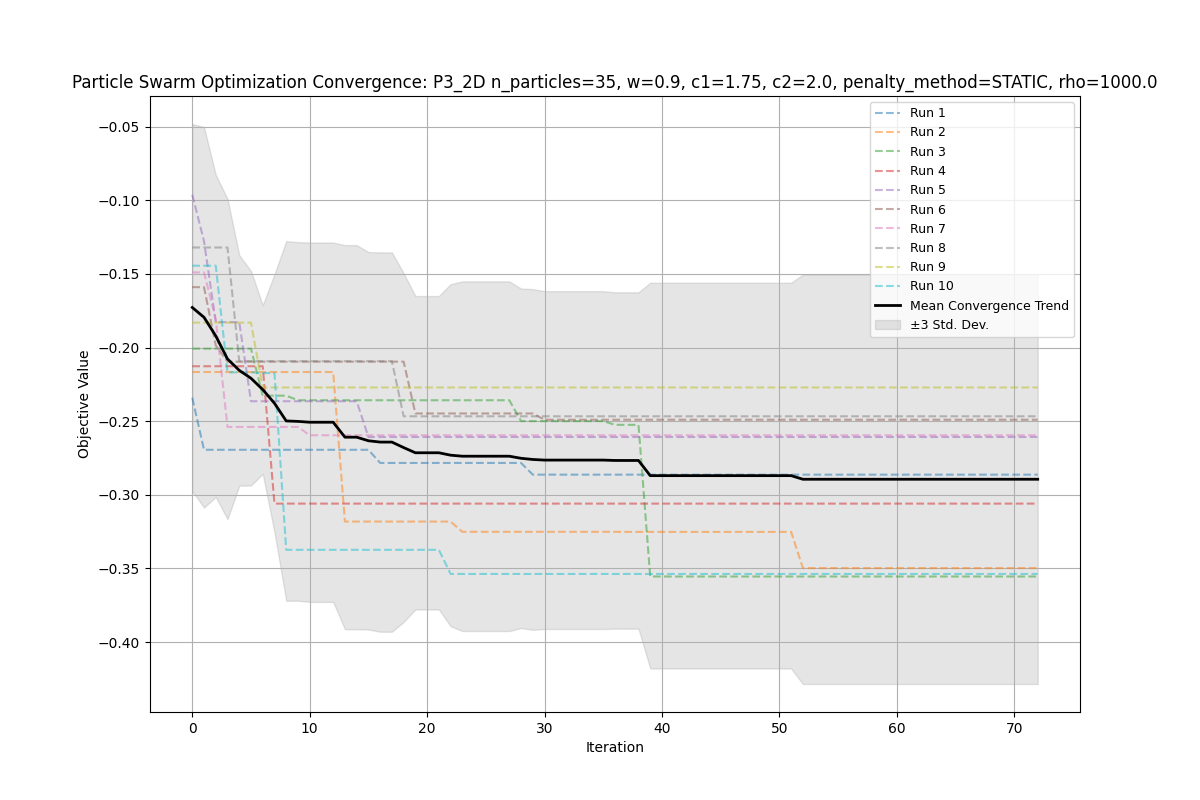 Particle Swarm Optimization Convergence: P3_2D n_particles=35, w=0.9, c1=1.75, c2=2.0, penalty_method=STATIC, rho=1000.0
Objective Value
−0.05
−0.10
−0.15
−0.20
−0.25
−0.30
−0.35
−0.40
Run 1
Run 2
Run 3
Run 4
Run 5
Run 6
Run 7
Run 8
Run 9
Run 10
Mean Convergence Trend
±3 Std. Dev.
0 10 20 30 40 50 60 70
Iteration